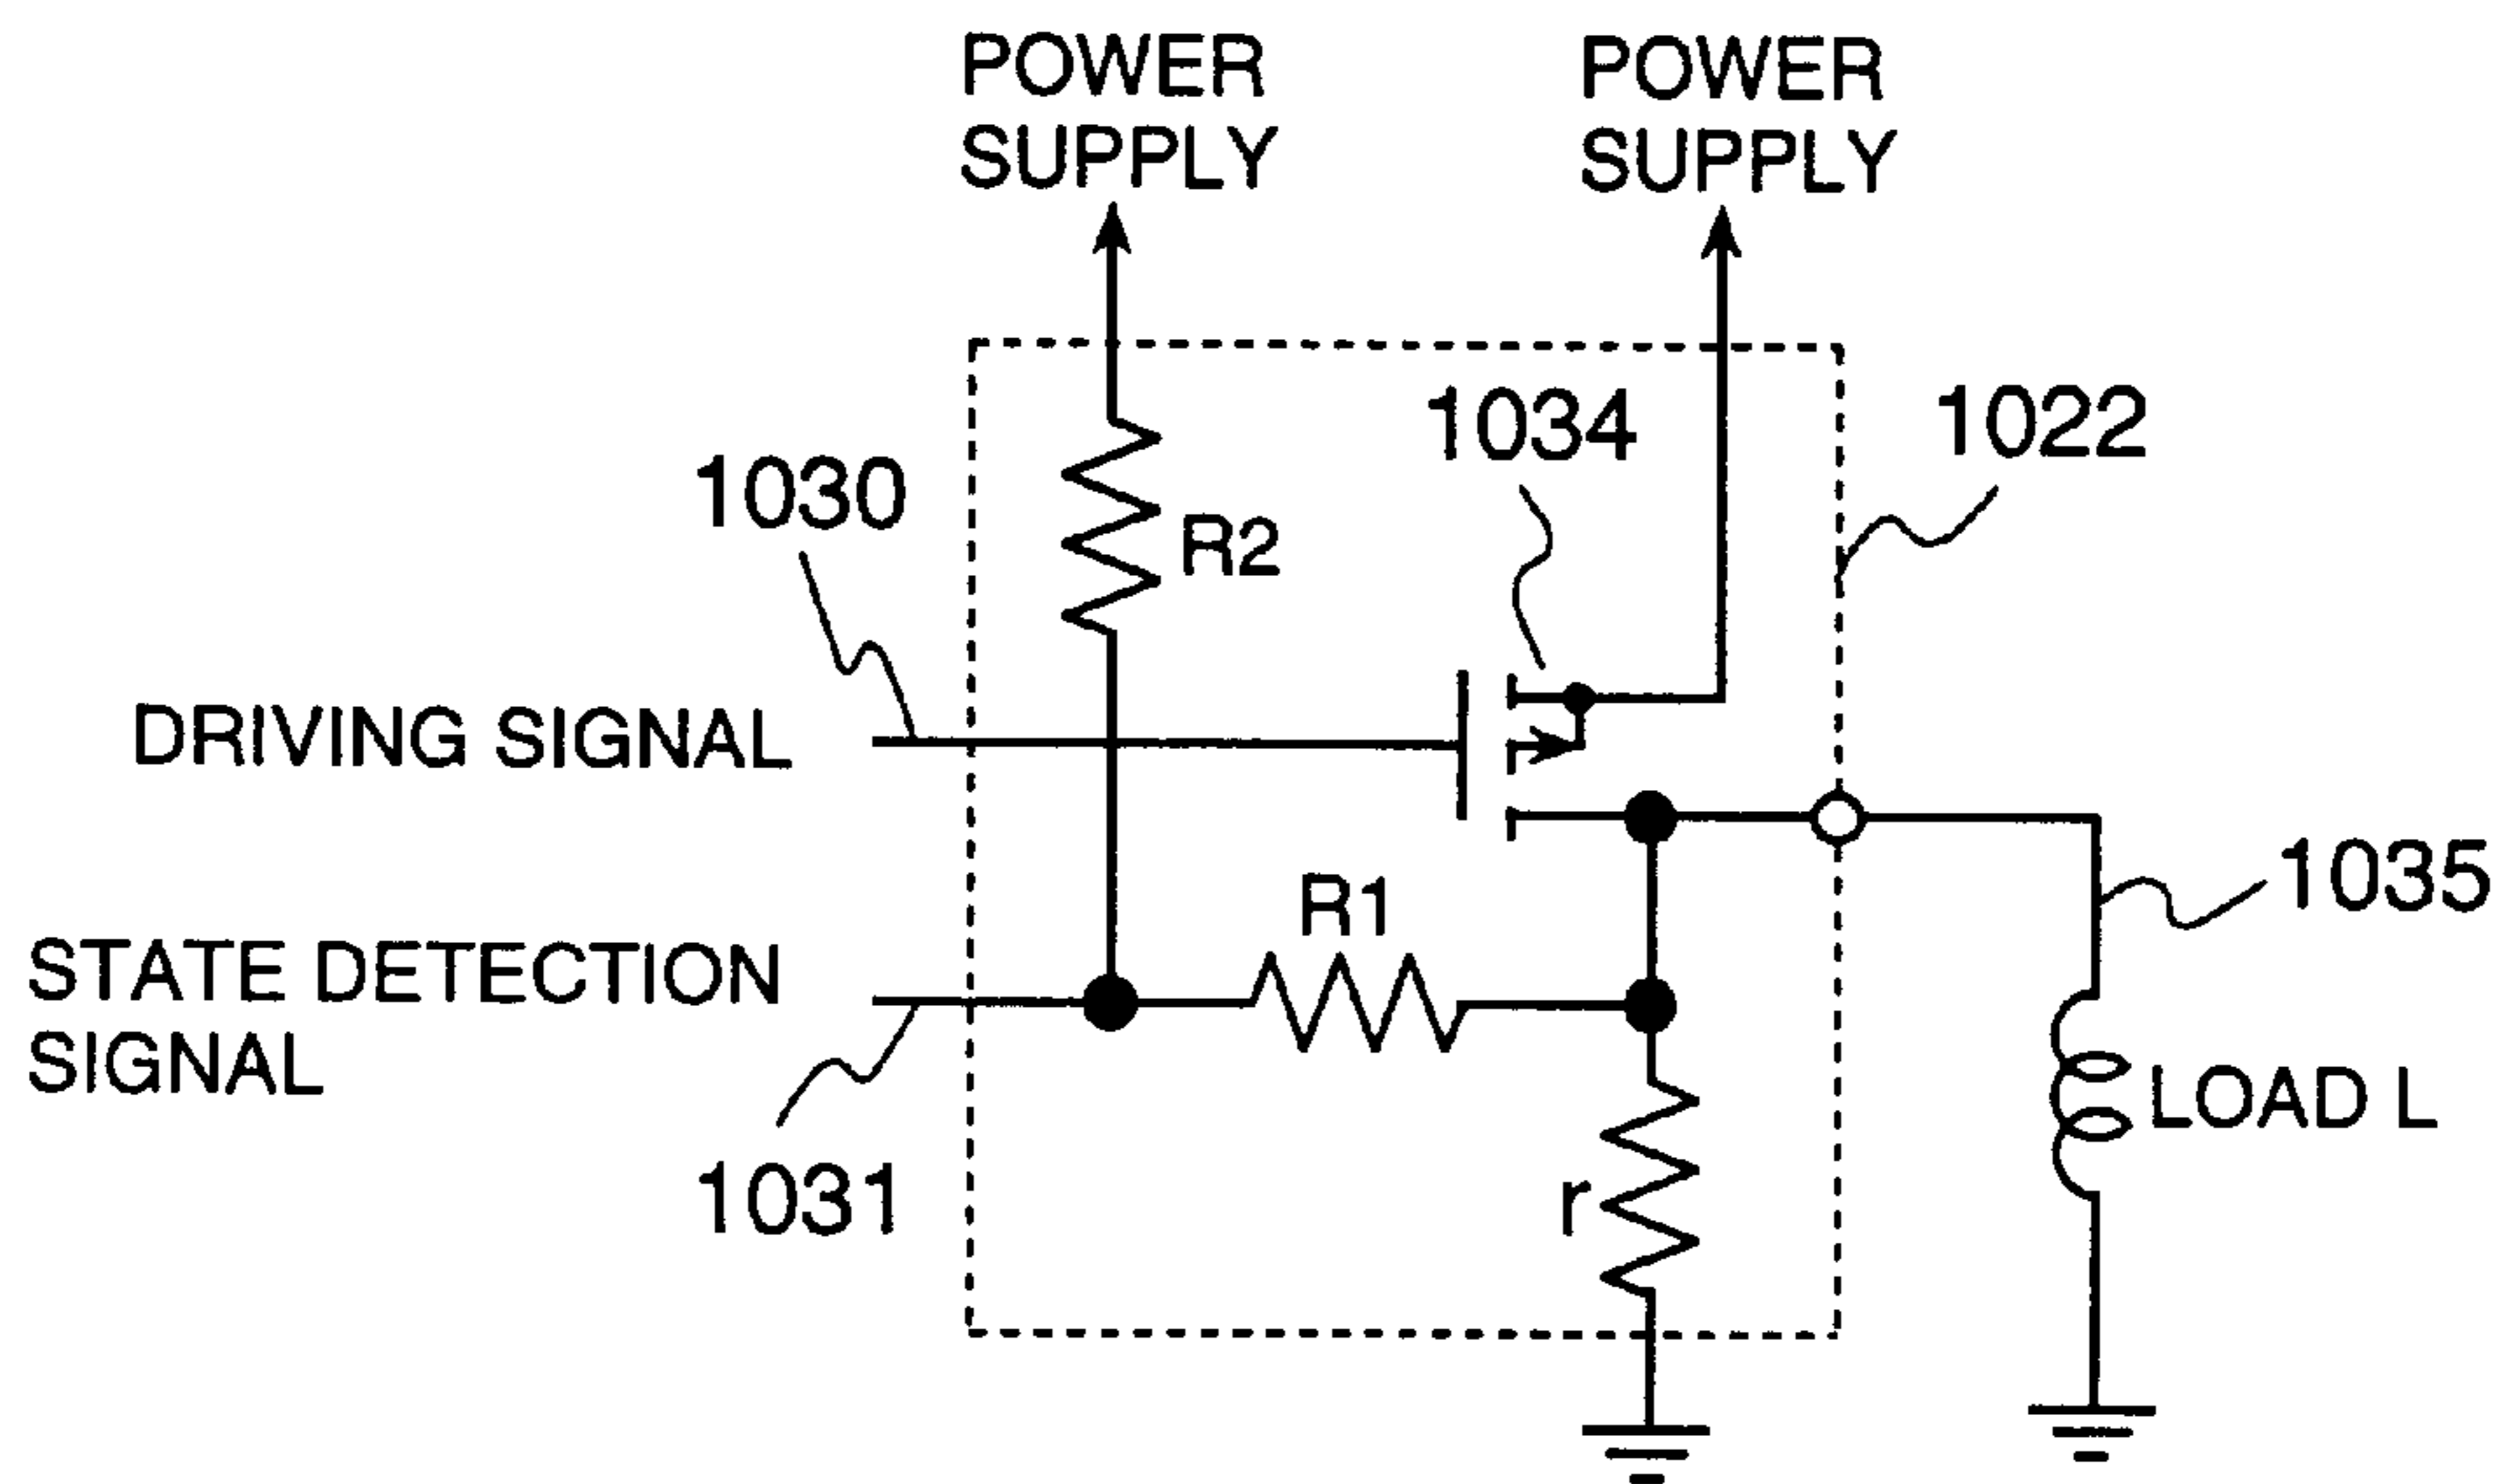 POWER
SUPPLY
POWER
SUPPLY
1034
1022
1030
R2
DRIVING SIGNAL
1035
R1
STATE DETECTION
SIGNAL
LOAD L
1031
r